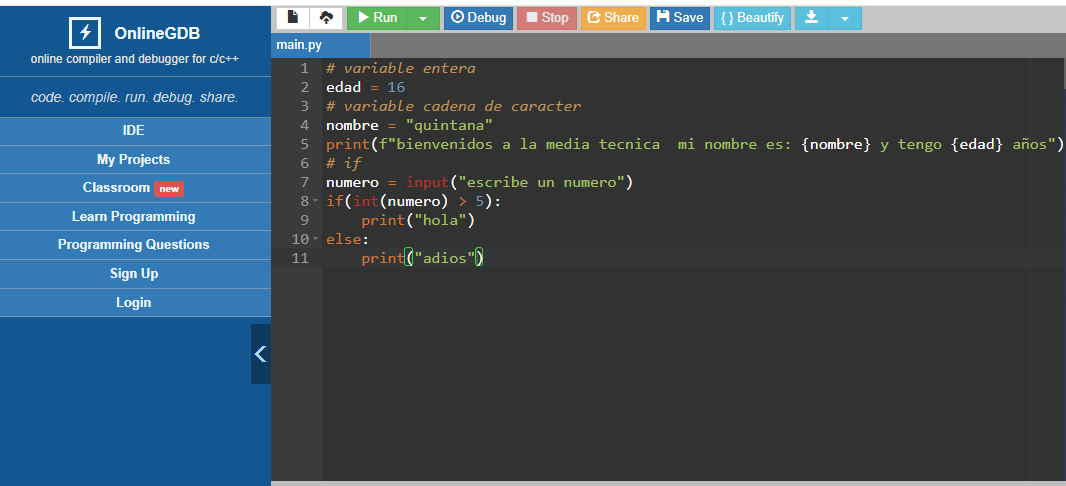 OnlineGDB
online compiler and debugger for c/c++
code. compile. run. debug. share.
IDE
My Projects
Classroom new
Learn Programming
Programming Questions
Sign Up
Login
Run Debug Stop Share Save { } Beautify
main.py
1 # variable entera
2 edad = 16
3 # variable cadena de caracter
4 nombre = "quintana"
5 print(f"bienvenidos a la media tecnica  mi nombre es: {nombre} y tengo {edad} años")
6 # if
7 numero = input("escribe un numero")
8 if(int(numero) > 5):
9     print("hola")
10 else:
11     print("adios")